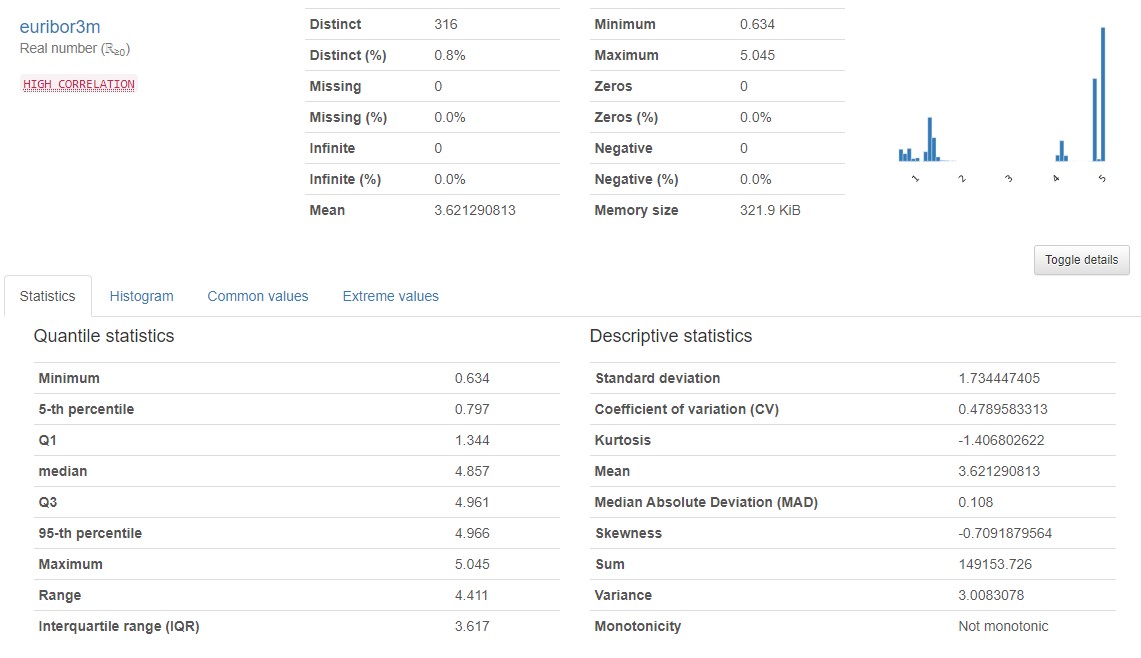 euribor3m
Real number (ℝ≥0)
HIGH CORRELATION
Distinct 316
Distinct (%) 0.8%
Missing 0
Missing (%) 0.0%
Infinite 0
Infinite (%) 0.0%
Mean 3.621290813
Minimum 0.634
Maximum 5.045
Zeros 0
Zeros (%) 0.0%
Negative 0
Negative (%) 0.0%
Memory size 321.9 KiB
1 2 3 4 5
Toggle details
Statistics Histogram Common values Extreme values
Quantile statistics
Minimum 0.634
5-th percentile 0.797
Q1 1.344
median 4.857
Q3 4.961
95-th percentile 4.966
Maximum 5.045
Range 4.411
Interquartile range (IQR) 3.617
Descriptive statistics
Standard deviation 1.734447405
Coefficient of variation (CV) 0.4789583313
Kurtosis -1.406802622
Mean 3.621290813
Median Absolute Deviation (MAD) 0.108
Skewness -0.7091879564
Sum 149153.726
Variance 3.0083078
Monotonicity Not monotonic